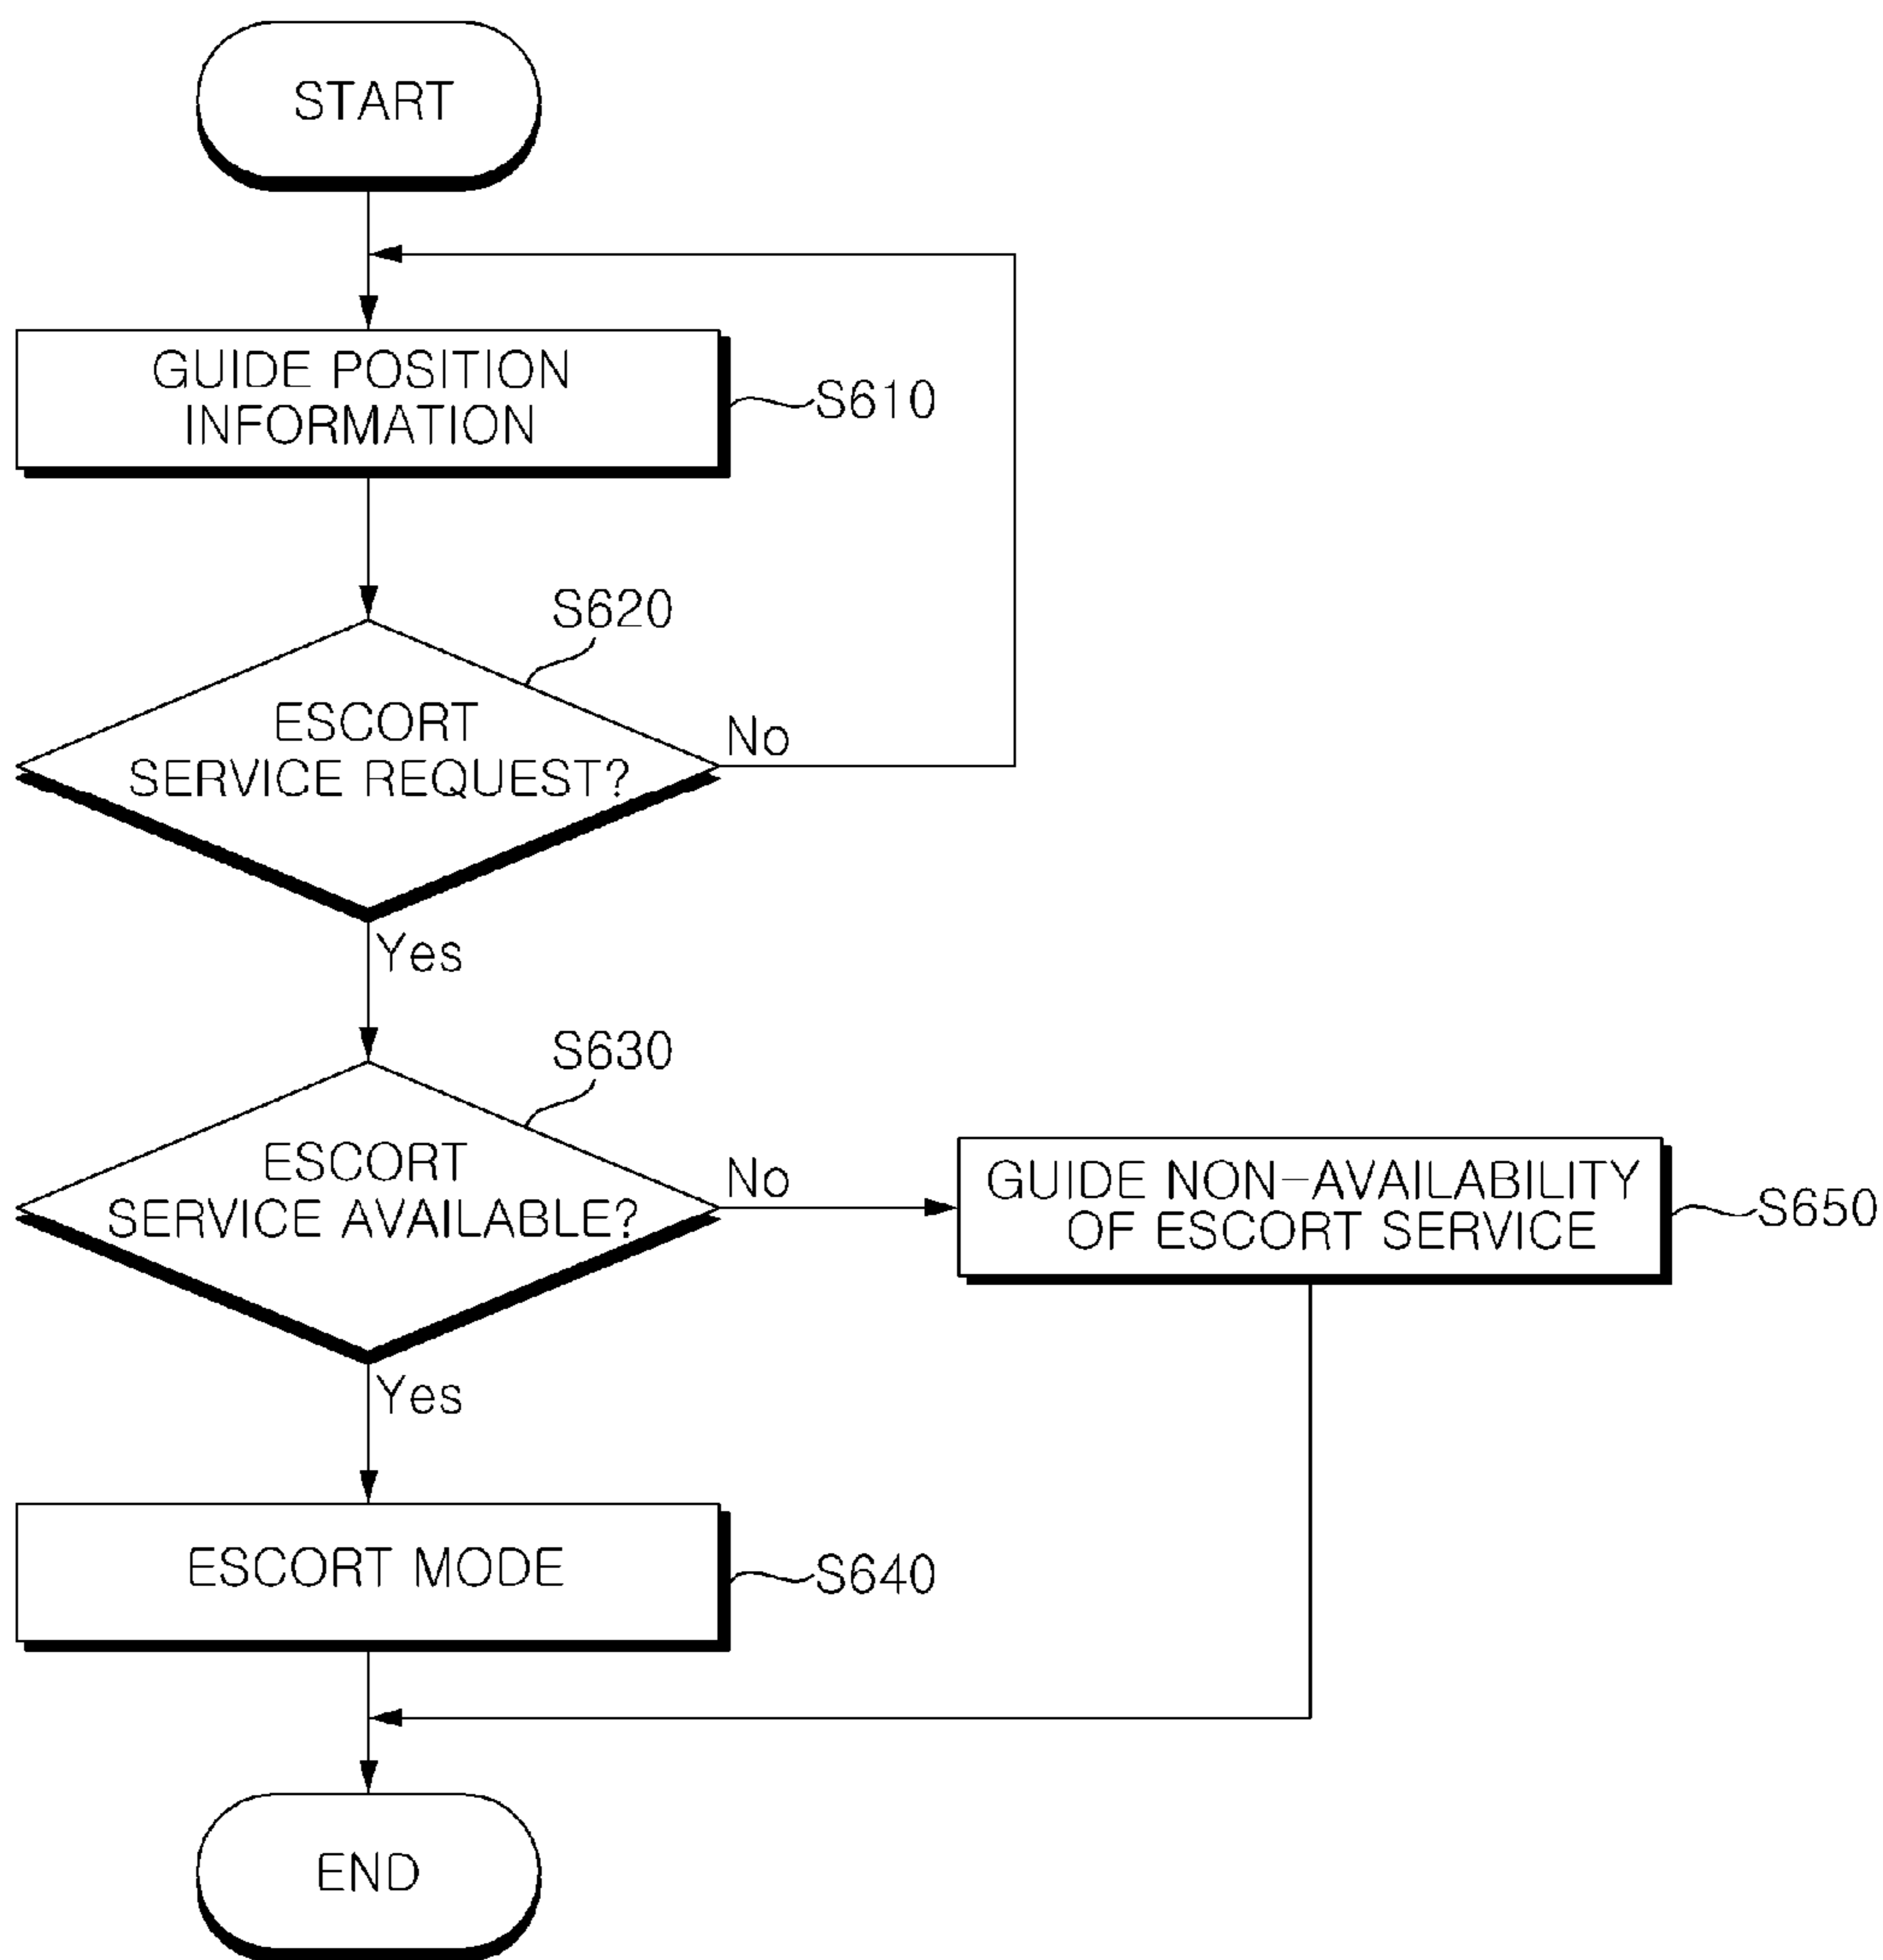 START
GUIDE POSITION
INFORMATION
S610
S620
ESCORT
SERVICE REQUEST?
No
Yes
S630
ESCORT
SERVICE AVAILABLE?
No
GUIDE NON-AVAILABILITY
OF ESCORT SERVICE
S650
Yes
ESCORT MODE
S640
END